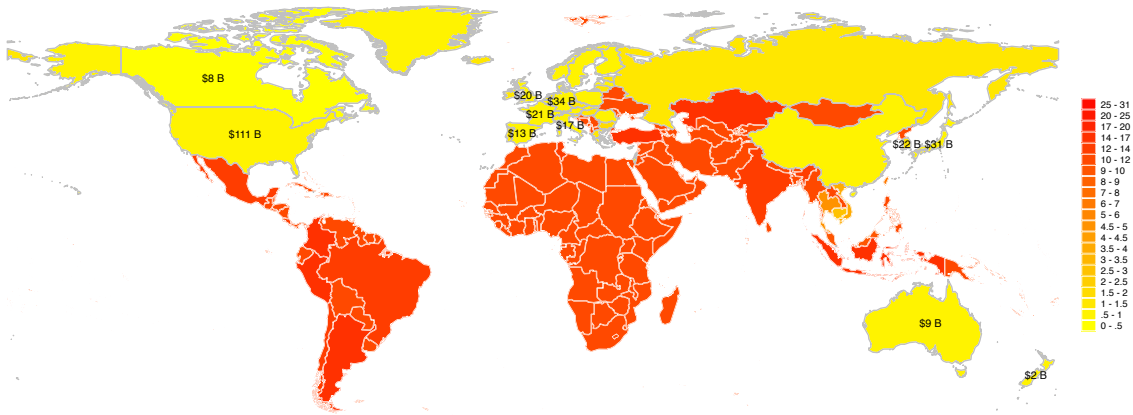 $8 B
$111 B
$20 B
$34 B
$21 B
$17 B
$13 B
$22 B
$31 B
$9 B
$2 B
25 - 31
20 - 25
17 - 20
14 - 17
12 - 14
10 - 12
9 - 10
8 - 9
7 - 8
6 - 7
5 - 6
4.5 - 5
4 - 4.5
3.5 - 4
3 - 3.5
2.5 - 3
2 - 2.5
1.5 - 2
1 - 1.5
.5 - 1
0 - .5